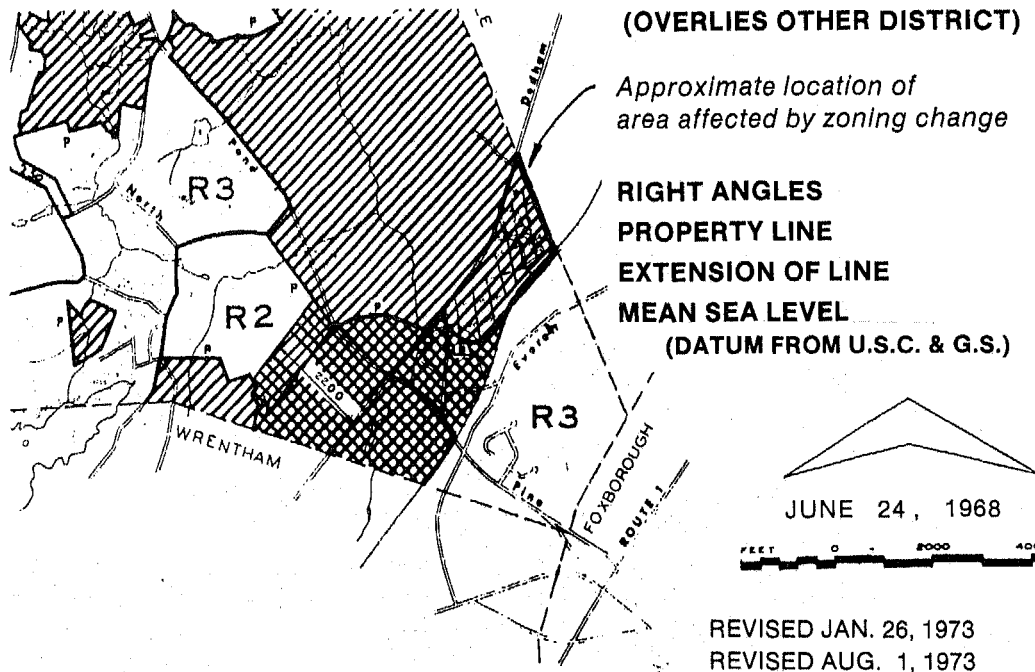 (OVERLIES OTHER DISTRICT)
Approximate location of
area affected by zoning change
RIGHT ANGLES
PROPERTY LINE
EXTENSION OF LINE
MEAN SEA LEVEL
(DATUM FROM U.S.C. & G.S.)
Dedham
P
P
P
P
P
P
Pond
North
R3
R2
2200
Everett
R3
Pine
WRENTHAM
FOXBOROUGH
ROUTE 1
JUNE 24, 1968
FEET 0 2000
REVISED JAN. 26, 1973
REVISED AUG. 1, 1973